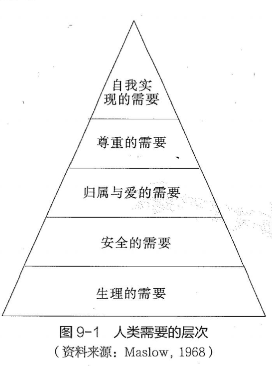 自我实
现的需要
尊重的需要
归属与爱的需要
安全的需要
生理的需要
图 9-1 人类需要的层次
（资料来源：Maslow, 1968）